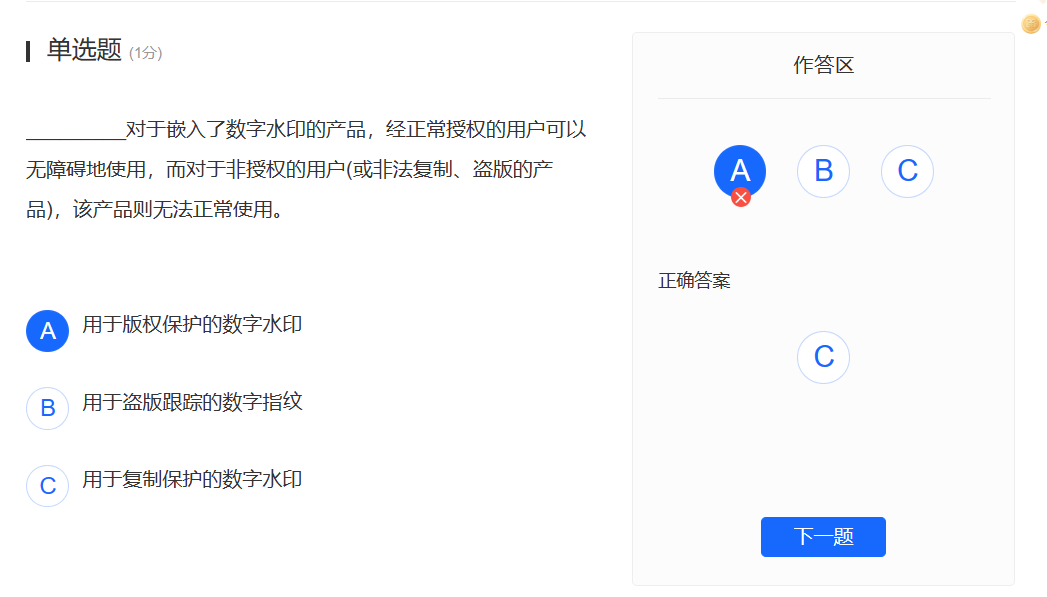 单选题 (1分)
__________对于嵌入了数字水印的产品，经正常授权的用户可以
无障碍地使用，而对于非授权的用户(或非法复制、盗版的产
品)，该产品则无法正常使用。
A 用于版权保护的数字水印
B 用于盗版跟踪的数字指纹
C 用于复制保护的数字水印
作答区
A B C
正确答案
C
下一题